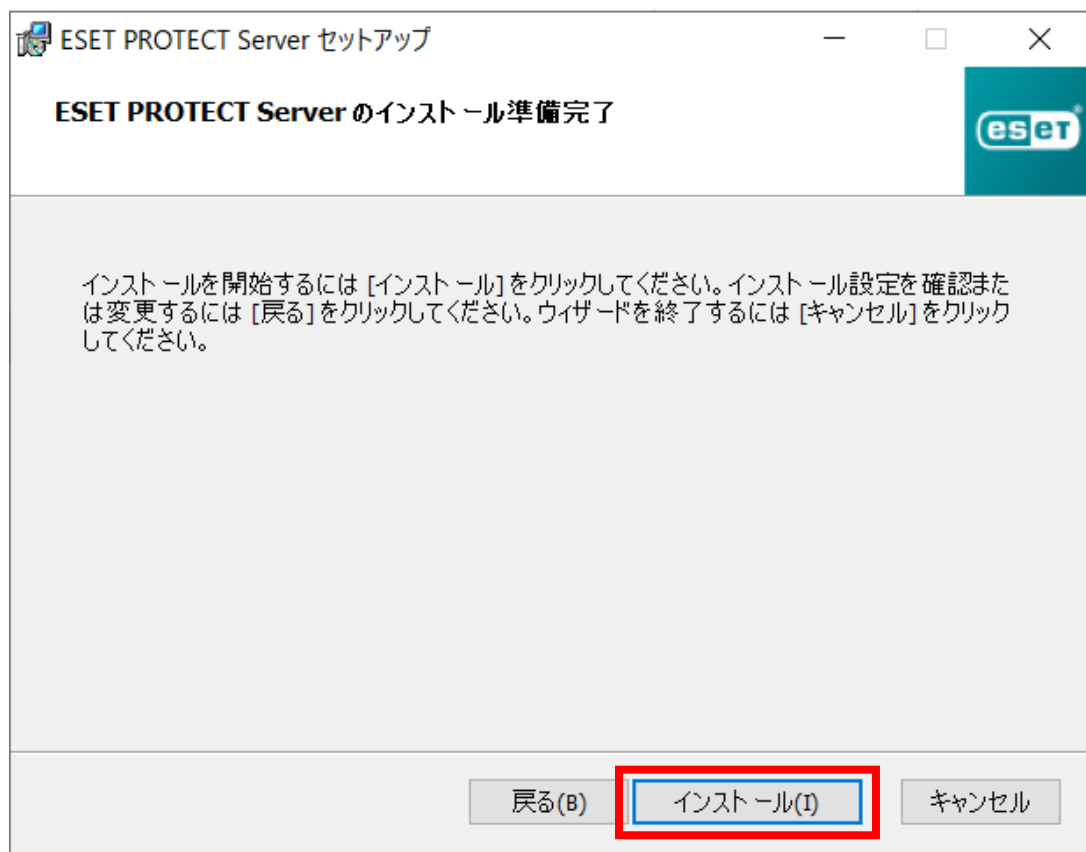 ESET PROTECT Server セットアップ
ESET PROTECT Server のインストール準備完了
eset
インストールを開始するには [インストール] をクリックしてください。インストール設定を確認また
は変更するには [戻る] をクリックしてください。ウィザードを終了するには [キャンセル] をクリック
してください。
戻る(B) インストール(I) キャンセル